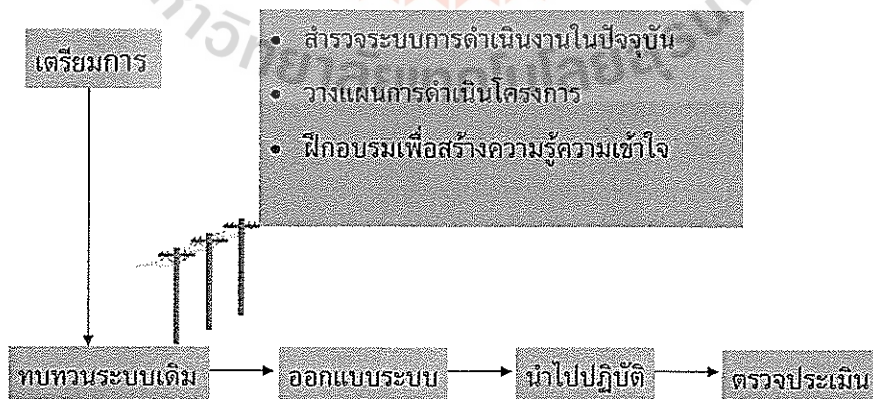 เตรียมการ
• สำรวจระบบการดำเนินงานในปัจจุบัน
• วางแผนการดำเนินโครงการ
• ฝึกอบรมเพื่อสร้างความรู้ความเข้าใจ
ทบทวนระบบเดิม
ออกแบบระบบ
นำไปปฏิบัติ
ตรวจประเมิน